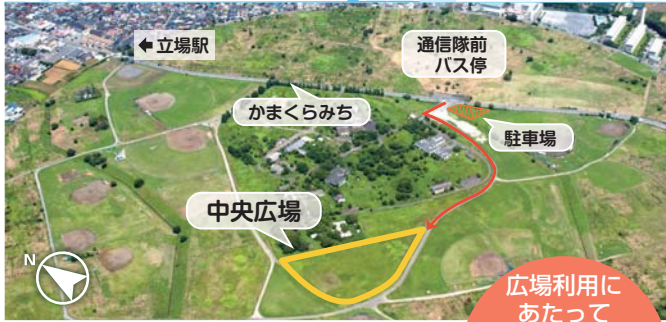 ←立場駅
通信隊前
バス停
かまくらみち
駐車場
中央広場
N
広場利用に
あたって